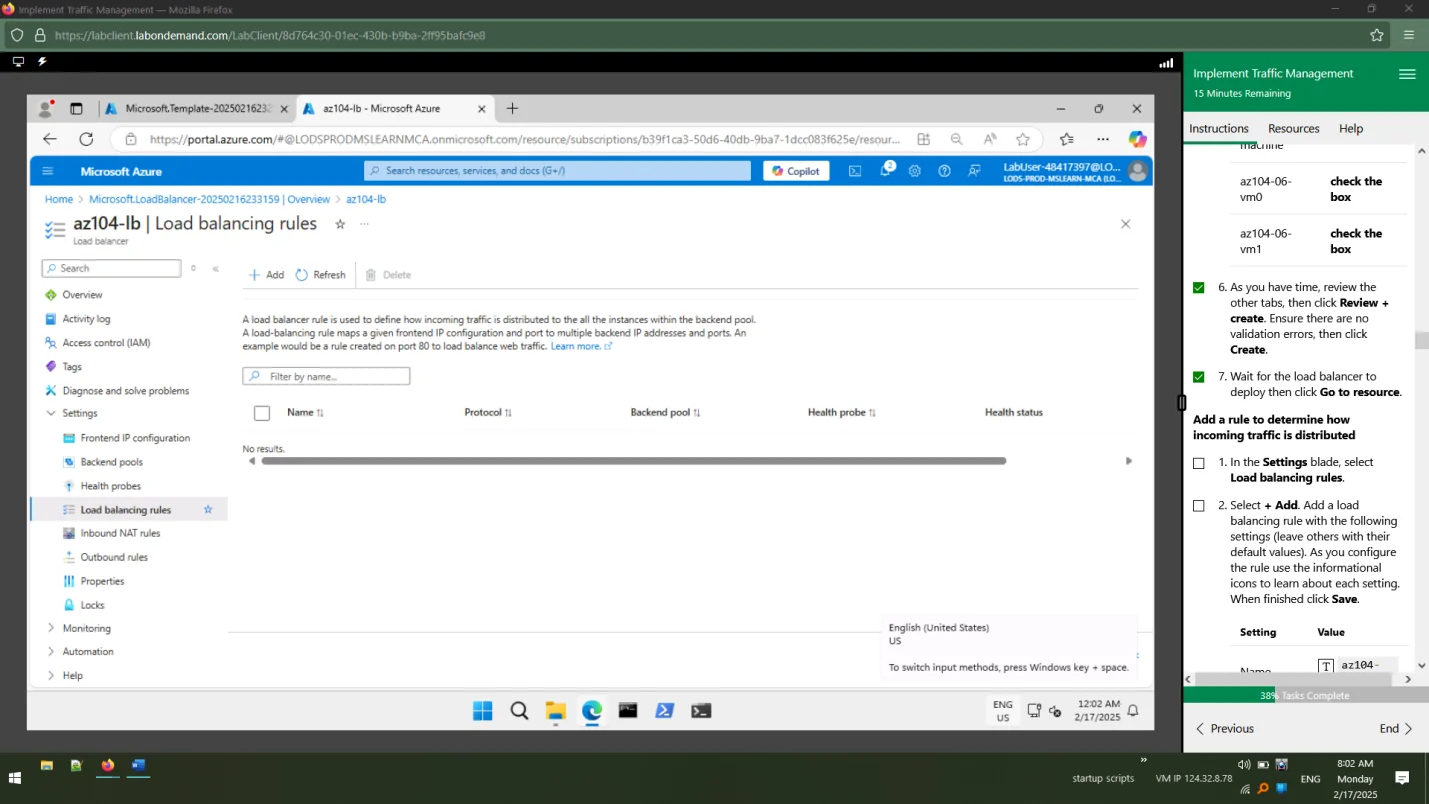 Implement Traffic Management — Mozilla Firefox
https://labclient.labondemand.com/LabClient/8d764c30-01ec-430b-b9ba-2ff95bafc9e8
Microsoft.Template-2025021623
az104-lb - Microsoft Azure
https://portal.azure.com/#@LODSPRODMSLEARNMCA.onmicrosoft.com/resource/subscriptions/b39f1ca3-50d6-40db-9ba7-1dcc083f625e/resour...
Microsoft Azure
Search resources, services, and docs (G+/)
Copilot
2
LabUser-48417397@LO...
LODS-PROD-MSLEARN-MCA (LO...
Home > Microsoft.LoadBalancer-20250216233159 | Overview > az104-lb
az104-lb | Load balancing rules
Load balancer
Search
Overview
Activity log
Access control (IAM)
Tags
Diagnose and solve problems
Settings
Frontend IP configuration
Backend pools
Health probes
Load balancing rules
Inbound NAT rules
Outbound rules
Properties
Locks
Monitoring
Automation
Help
Add
Refresh
Delete
A load balancer rule is used to define how incoming traffic is distributed to the all the instances within the backend pool.
A load-balancing rule maps a given frontend IP configuration and port to multiple backend IP addresses and ports. An
example would be a rule created on port 80 to load balance web traffic. Learn more.
Filter by name...
Name Protocol Backend pool Health probe Health status
No results.
English (United States)
US
To switch input methods, press Windows key + space.
ENG
US
12:02 AM
2/17/2025
Implement Traffic Management
15 Minutes Remaining
Instructions Resources Help
machine
az104-06-vm0 check the box
az104-06-vm1 check the box
6. As you have time, review the
other tabs, then click Review +
create. Ensure there are no
validation errors, then click
Create.
7. Wait for the load balancer to
deploy then click Go to resource.
Add a rule to determine how
incoming traffic is distributed
1. In the Settings blade, select
Load balancing rules.
2. Select + Add. Add a load
balancing rule with the following
settings (leave others with their
default values). As you configure
the rule use the informational
icons to learn about each setting.
When finished click Save.
Setting Value
Name T az104-
38% Tasks Complete
Previous
End
startup scripts
VM IP 124.32.8.78
ENG
8:02 AM
Monday
2/17/2025